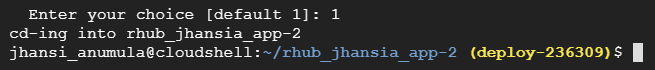 Enter your choice [default 1]: 1
cd-ing into rhub_jhansia_app-2
jhansi_anumula@cloudshell:~/rhub_jhansia_app-2 (deploy-236309)$